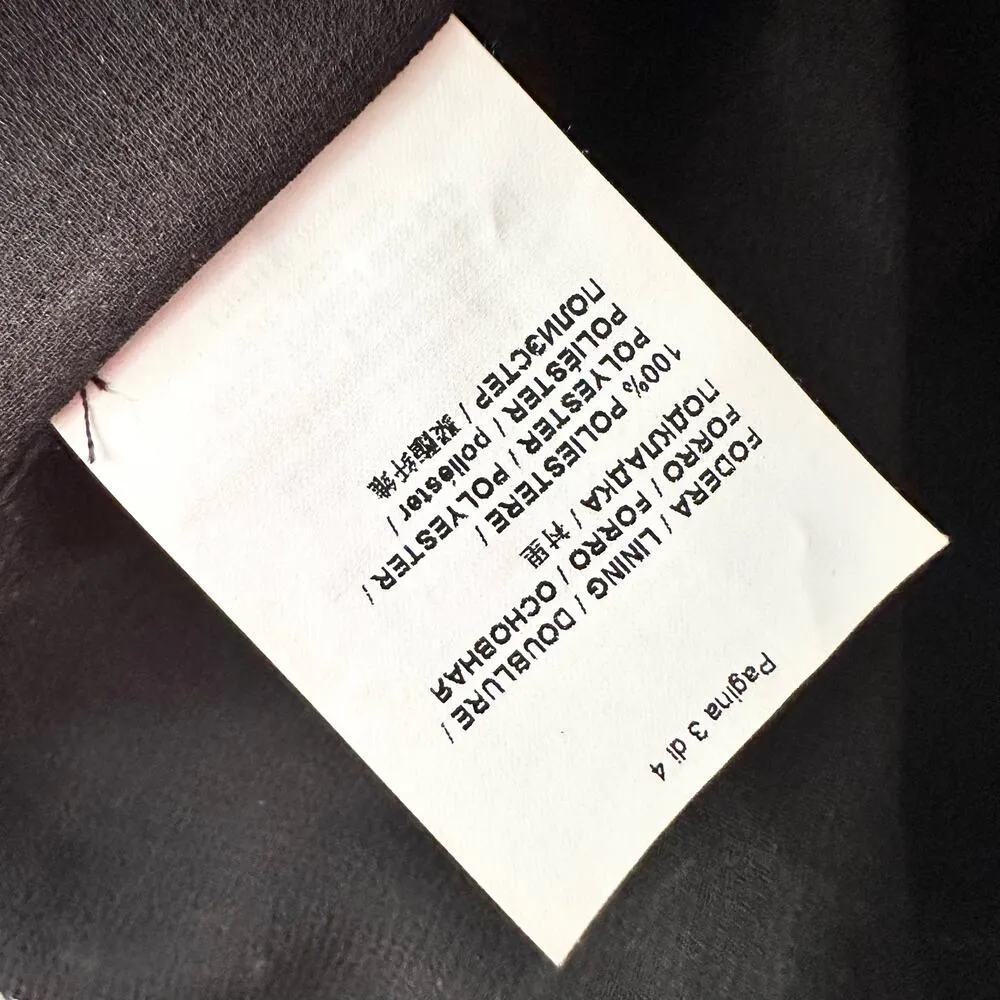 Pagina 3 di 4
FODERA / LINING / DOUBLURE /
FORRO / FORRO / ОСНОВНАЯ
ПОДКЛАДКА / 衬里
100% POLIESTERE /
POLYESTER / POLYESTER /
POLIÉSTER / poliéster /
ПОЛИЭСТЕР / 聚酯纤维